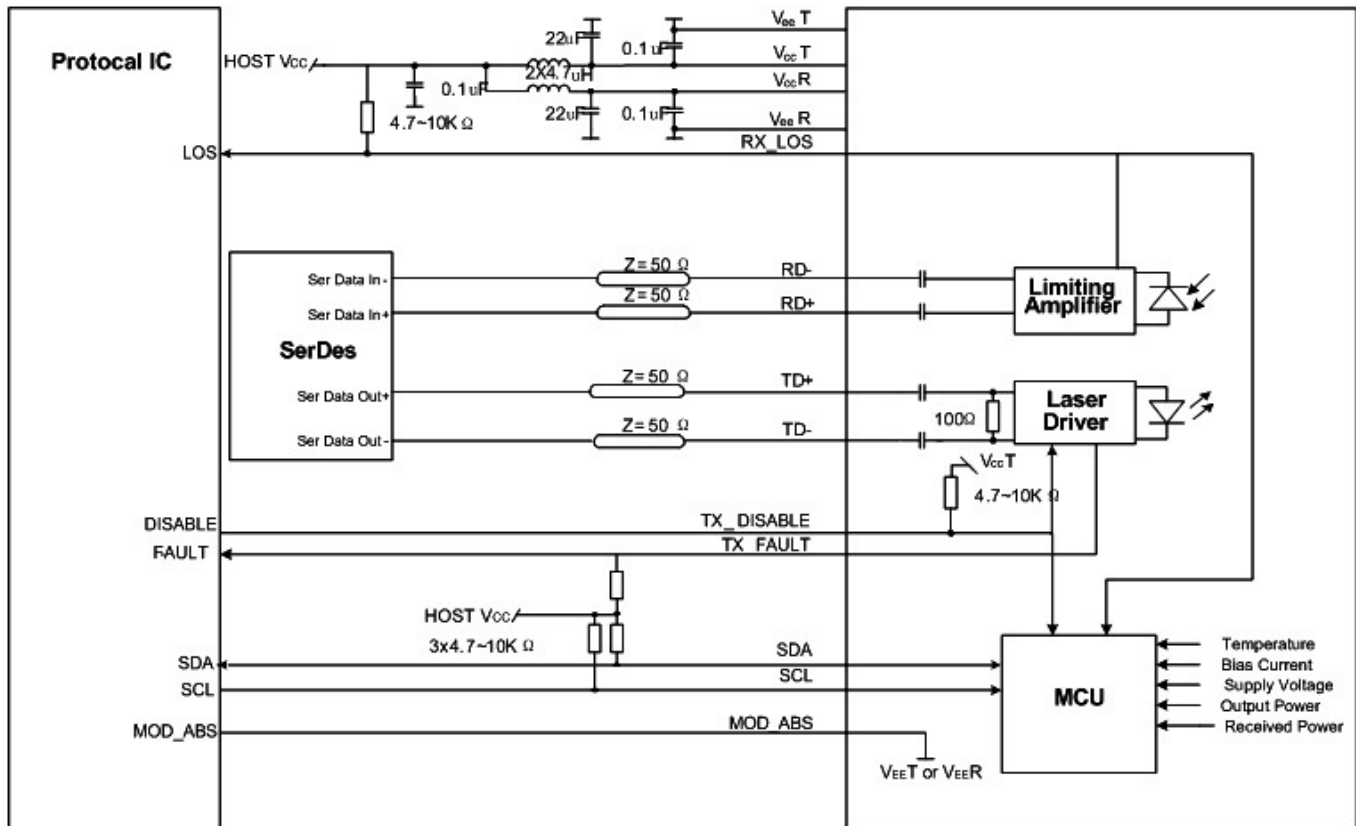 Protocal IC
HOST Vcc
22uF
0.1uF
Vee T
Vcc T
2X4.7uH
Vcc R
0.1uF
22uF
0.1uF
4.7~10K Ω
Vee R
LOS
RX_LOS
Ser Data In -
Z= 50 Ω
RD-
Ser Data In+
Z= 50 Ω
RD+
Limiting
Amplifier
SerDes
Ser Data Out+
Z= 50 Ω
TD+
Ser Data Out -
Z= 50 Ω
TD-
100Ω
Laser
Driver
VccT
4.7~10K Ω
DISABLE
TX_DISABLE
FAULT
TX_FAULT
HOST Vcc
3x4.7~10K Ω
SDA
SDA
SCL
SCL
MOD_ABS
MOD_ABS
VEET or VEER
MCU
Temperature
Bias Current
Supply Voltage
Output Power
Received Power